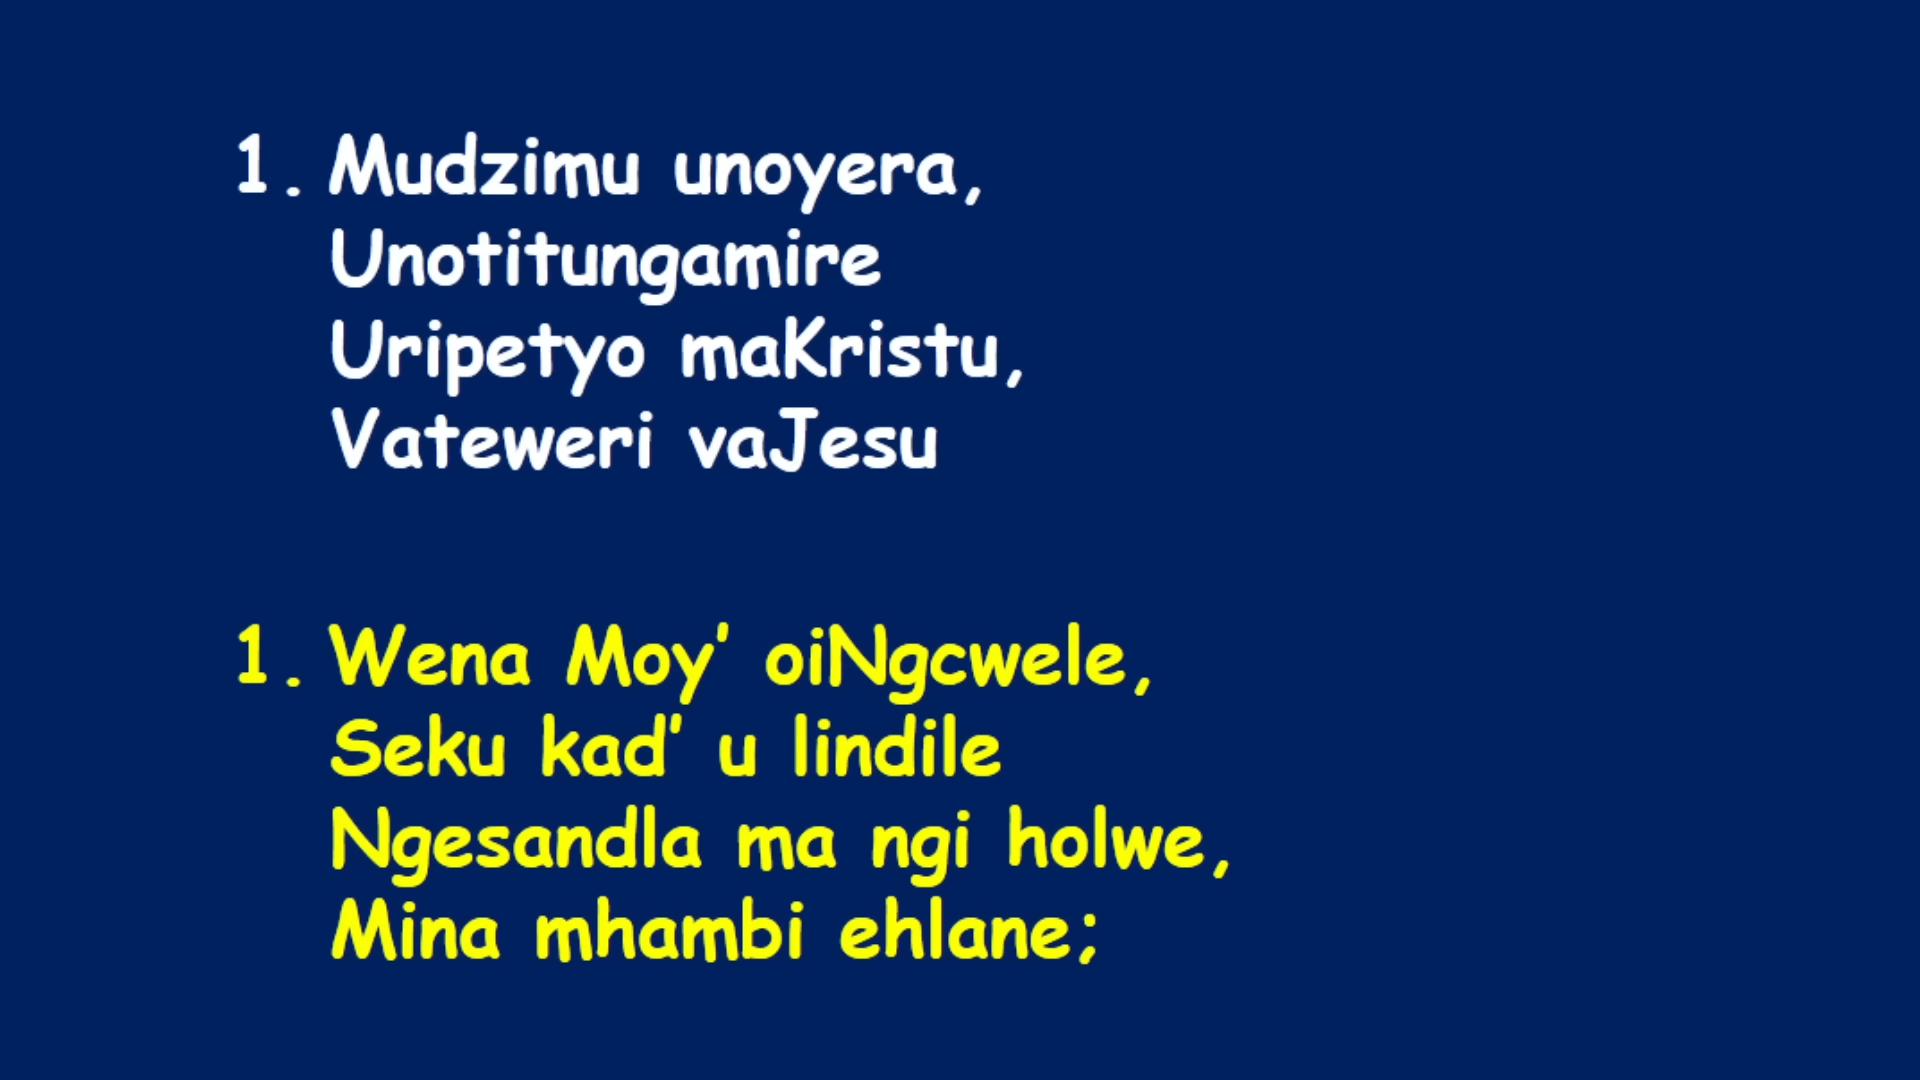 1. Mudzimu unoyera,
Unotitungamire
Uripetyo maKristu,
Vateweri vaJesu
1. Wena Moy’ oiNgcwele,
Seku kad’ u lindile
Ngesandla ma ngi holwe,
Mina mhambi ehlane;